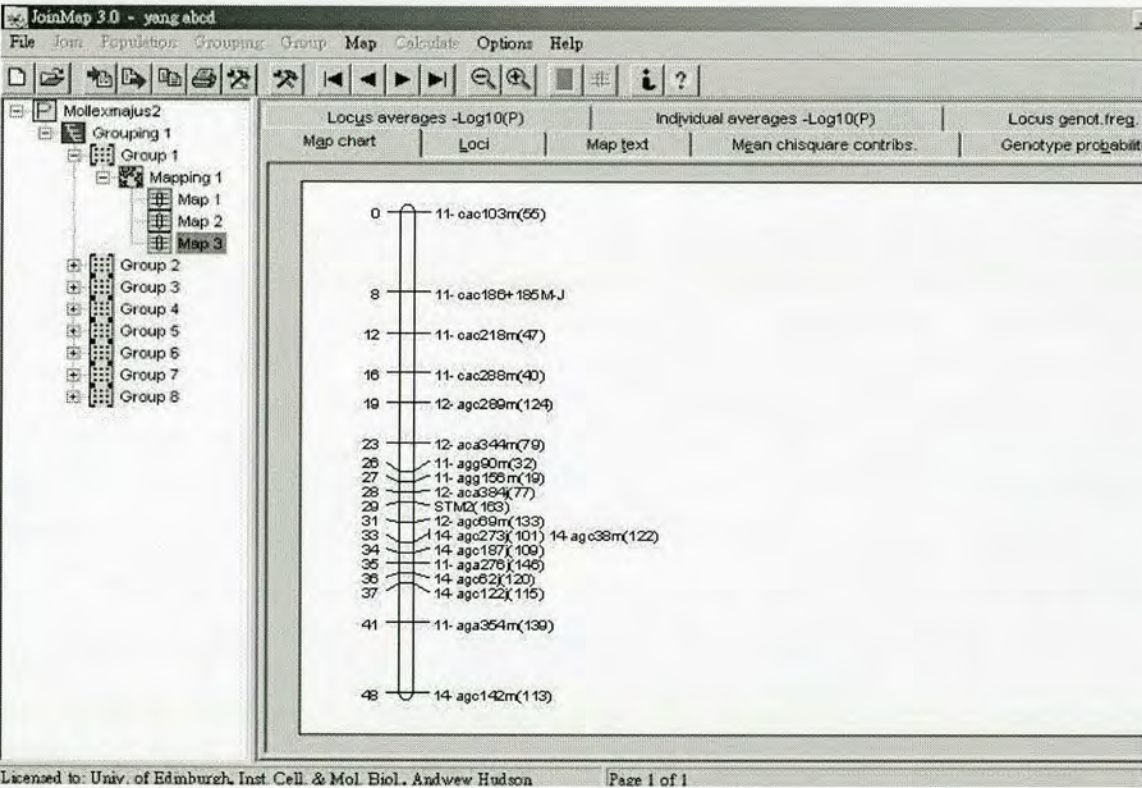 JoinMap 3.0 - yang abcd
File Join Population Grouping Group Map Calculate Options Help
Mollexmajus2
Grouping 1
Group 1
Mapping 1
Map 1
Map 2
Map 3
Group 2
Group 3
Group 4
Group 5
Group 6
Group 7
Group 8
Locus averages -Log10(P) Individual averages -Log10(P) Locus genot.freq.
Map chart Loci Map text Mean chisquare contribs. Genotype probabiliti
0 11- cac103m(55)
8 11- cac186+185M-J
12 11- cac218m(47)
16 11- cac288m(40)
19 12- agc289m(124)
23 12- aca344m(79)
26 11- agg90m(32)
27 11- agg156m(19)
28 12- aca384j(77)
29 STM2(163)
31 12- agc69m(133)
33 14- agc273j(101) 14- agc38m(122)
34 14- agc187j(109)
35 11- aga276j(146)
36 14- agc62j(120)
37 14- agc122j(115)
41 11- aga354m(139)
48 14- agc142m(113)
Licensed to: Univ. of Edinburgh, Inst. Cell. & Mol. Biol., Andwew Hudson Page 1 of 1